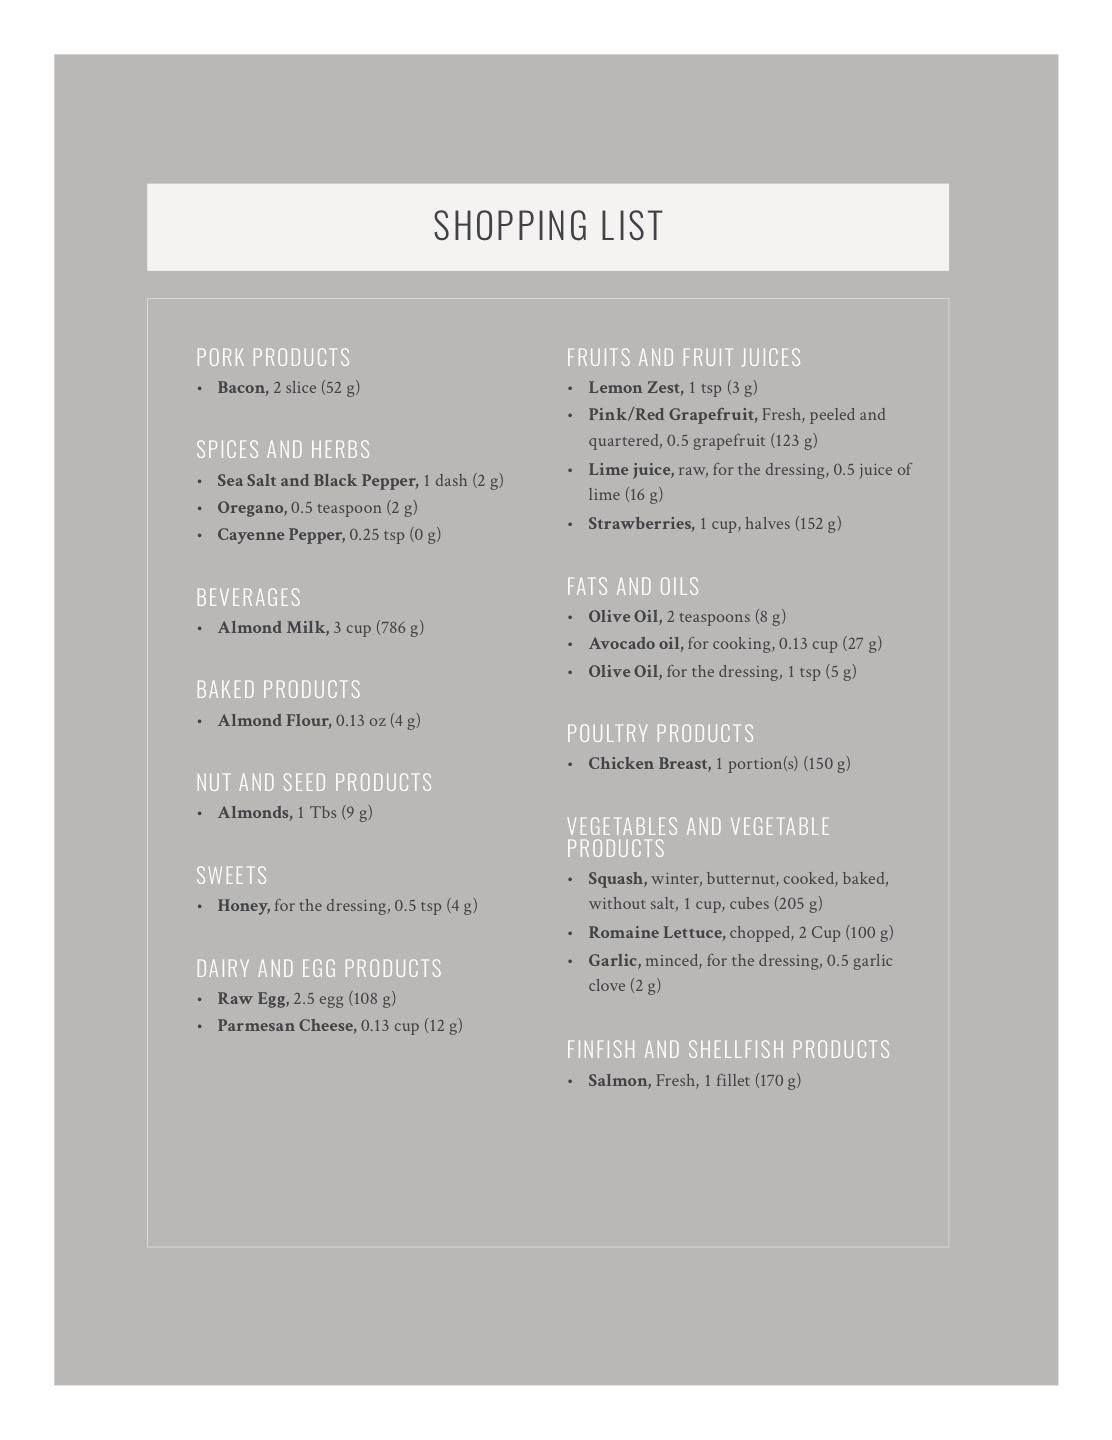 SHOPPING LIST
PORK PRODUCTS
• Bacon, 2 slice (52 g)
SPICES AND HERBS
• Sea Salt and Black Pepper, 1 dash (2 g)
• Oregano, 0.5 teaspoon (2 g)
• Cayenne Pepper, 0.25 tsp (0 g)
BEVERAGES
• Almond Milk, 3 cup (786 g)
BAKED PRODUCTS
• Almond Flour, 0.13 oz (4 g)
NUT AND SEED PRODUCTS
• Almonds, 1 Tbs (9 g)
SWEETS
• Honey, for the dressing, 0.5 tsp (4 g)
DAIRY AND EGG PRODUCTS
• Raw Egg, 2.5 egg (108 g)
• Parmesan Cheese, 0.13 cup (12 g)
FRUITS AND FRUIT JUICES
• Lemon Zest, 1 tsp (3 g)
• Pink/Red Grapefruit, Fresh, peeled and
quartered, 0.5 grapefruit (123 g)
• Lime juice, raw, for the dressing, 0.5 juice of
lime (16 g)
• Strawberries, 1 cup, halves (152 g)
FATS AND OILS
• Olive Oil, 2 teaspoons (8 g)
• Avocado oil, for cooking, 0.13 cup (27 g)
• Olive Oil, for the dressing, 1 tsp (5 g)
POULTRY PRODUCTS
• Chicken Breast, 1 portion(s) (150 g)
VEGETABLES AND VEGETABLE
PRODUCTS
• Squash, winter, butternut, cooked, baked,
without salt, 1 cup, cubes (205 g)
• Romaine Lettuce, chopped, 2 Cup (100 g)
• Garlic, minced, for the dressing, 0.5 garlic
clove (2 g)
FINFISH AND SHELLFISH PRODUCTS
• Salmon, Fresh, 1 fillet (170 g)